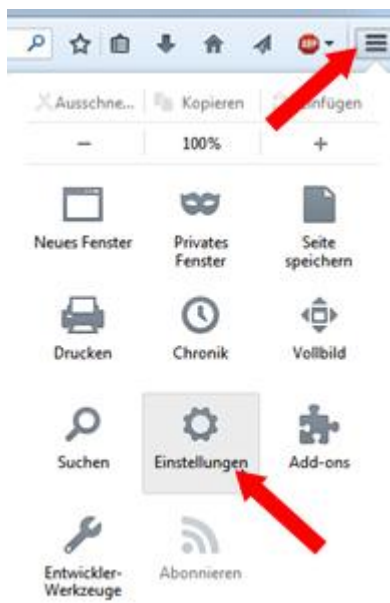 Ausschne... Kopieren Einfügen
− 100% +
Neues Fenster Privates Fenster Seite speichern
Drucken Chronik Vollbild
Suchen Einstellungen Add-ons
Entwickler-Werkzeuge Abonnieren